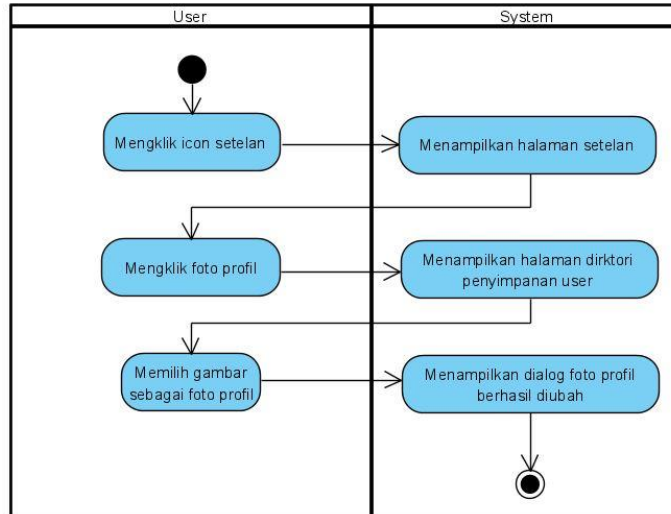 User
System
Mengklik icon setelan
Menampilkan halaman setelan
Mengklik foto profil
Menampilkan halaman dirktori
penyimpanan user
Memilih gambar
sebagai foto profil
Menampilkan dialog foto profil
berhasil diubah